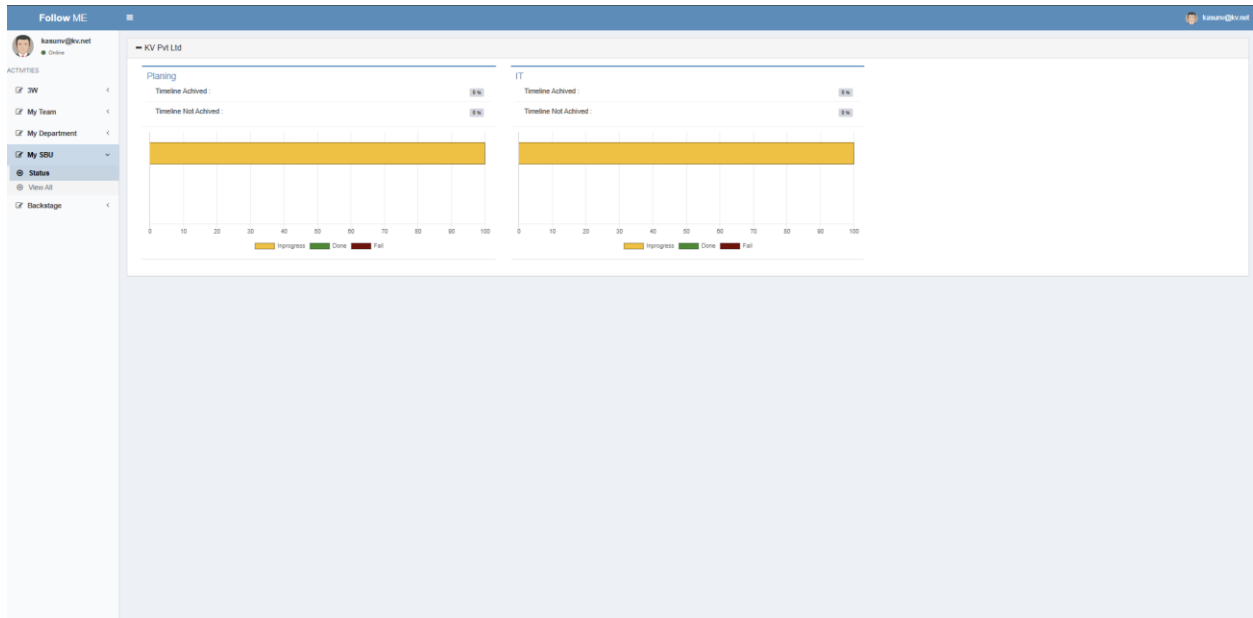 Follow ME
kasunv@kv.net
kasunv@kv.net
Online
ACTIVITIES
3W
My Team
My Department
My SBU
Status
View All
Backstage
KV Pvt Ltd
Planing
Timeline Achived :
0 %
Timeline Not Achived :
0 %
0 10 20 30 40 50 60 70 80 90 100
Inprogress Done Fail
IT
Timeline Achived :
0 %
Timeline Not Achived :
0 %
0 10 20 30 40 50 60 70 80 90 100
Inprogress Done Fail